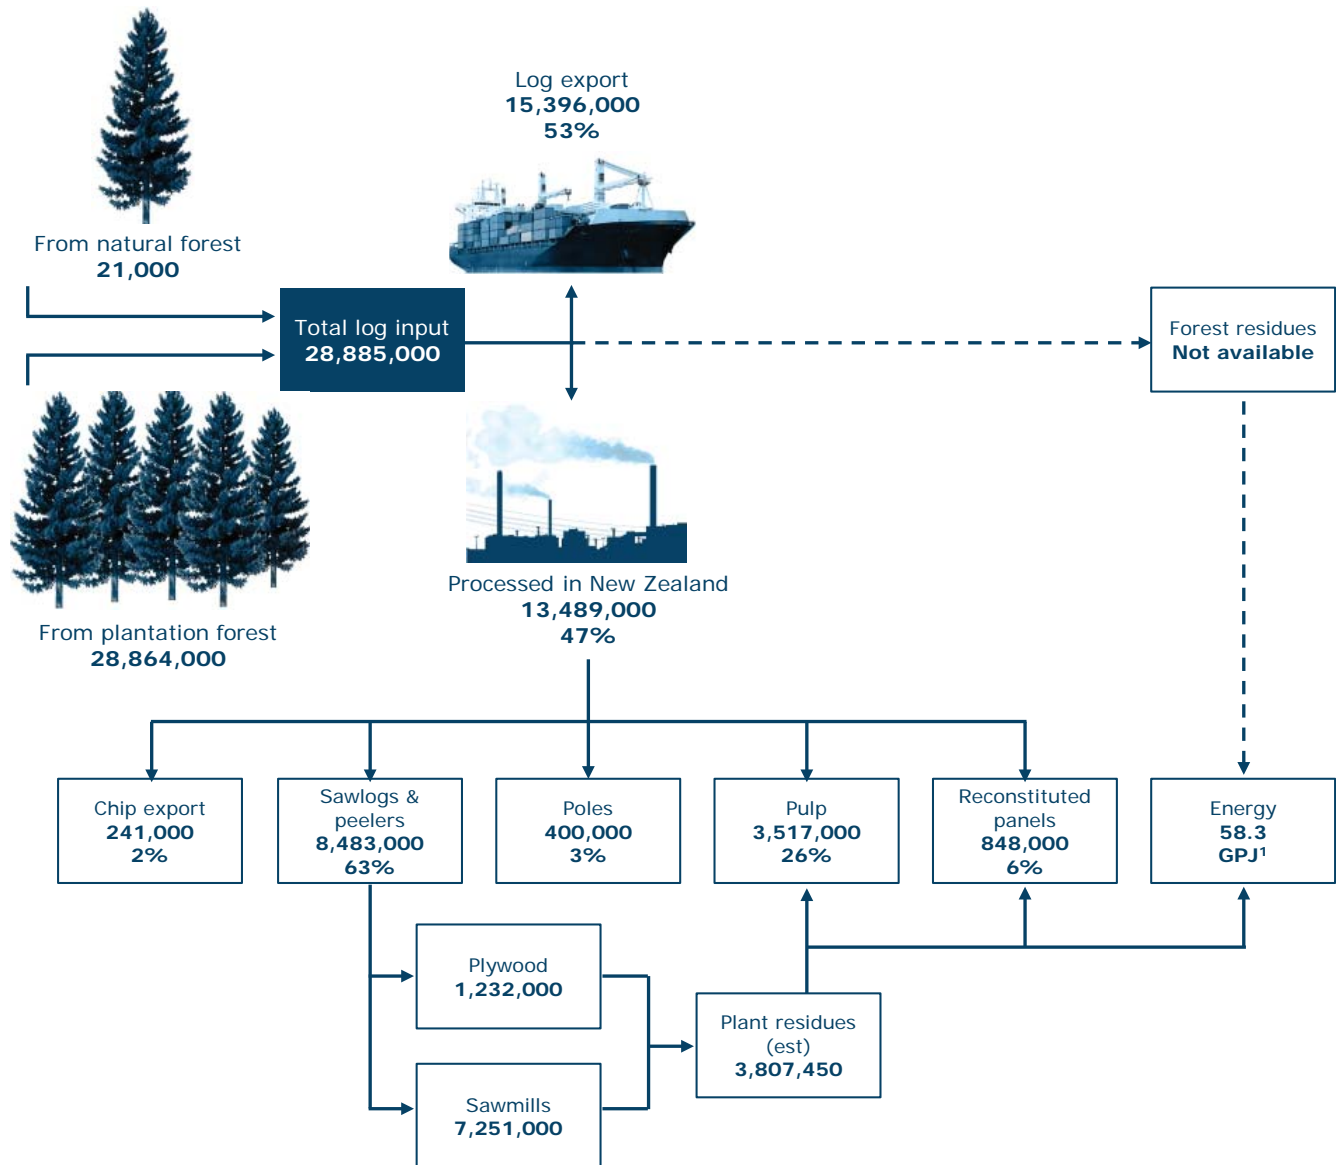 Log export
15,396,000
53%
From natural forest
21,000
Total log input
28,885,000
Forest residues
Not available
Processed in New Zealand
13,489,000
47%
From plantation forest
28,864,000
Chip export
241,000
2%
Sawlogs &
peelers
8,483,000
63%
Poles
400,000
3%
Pulp
3,517,000
26%
Reconstituted
panels
848,000
6%
Energy
58.3
GPJ¹
Plywood
1,232,000
Plant residues
(est)
3,807,450
Sawmills
7,251,000